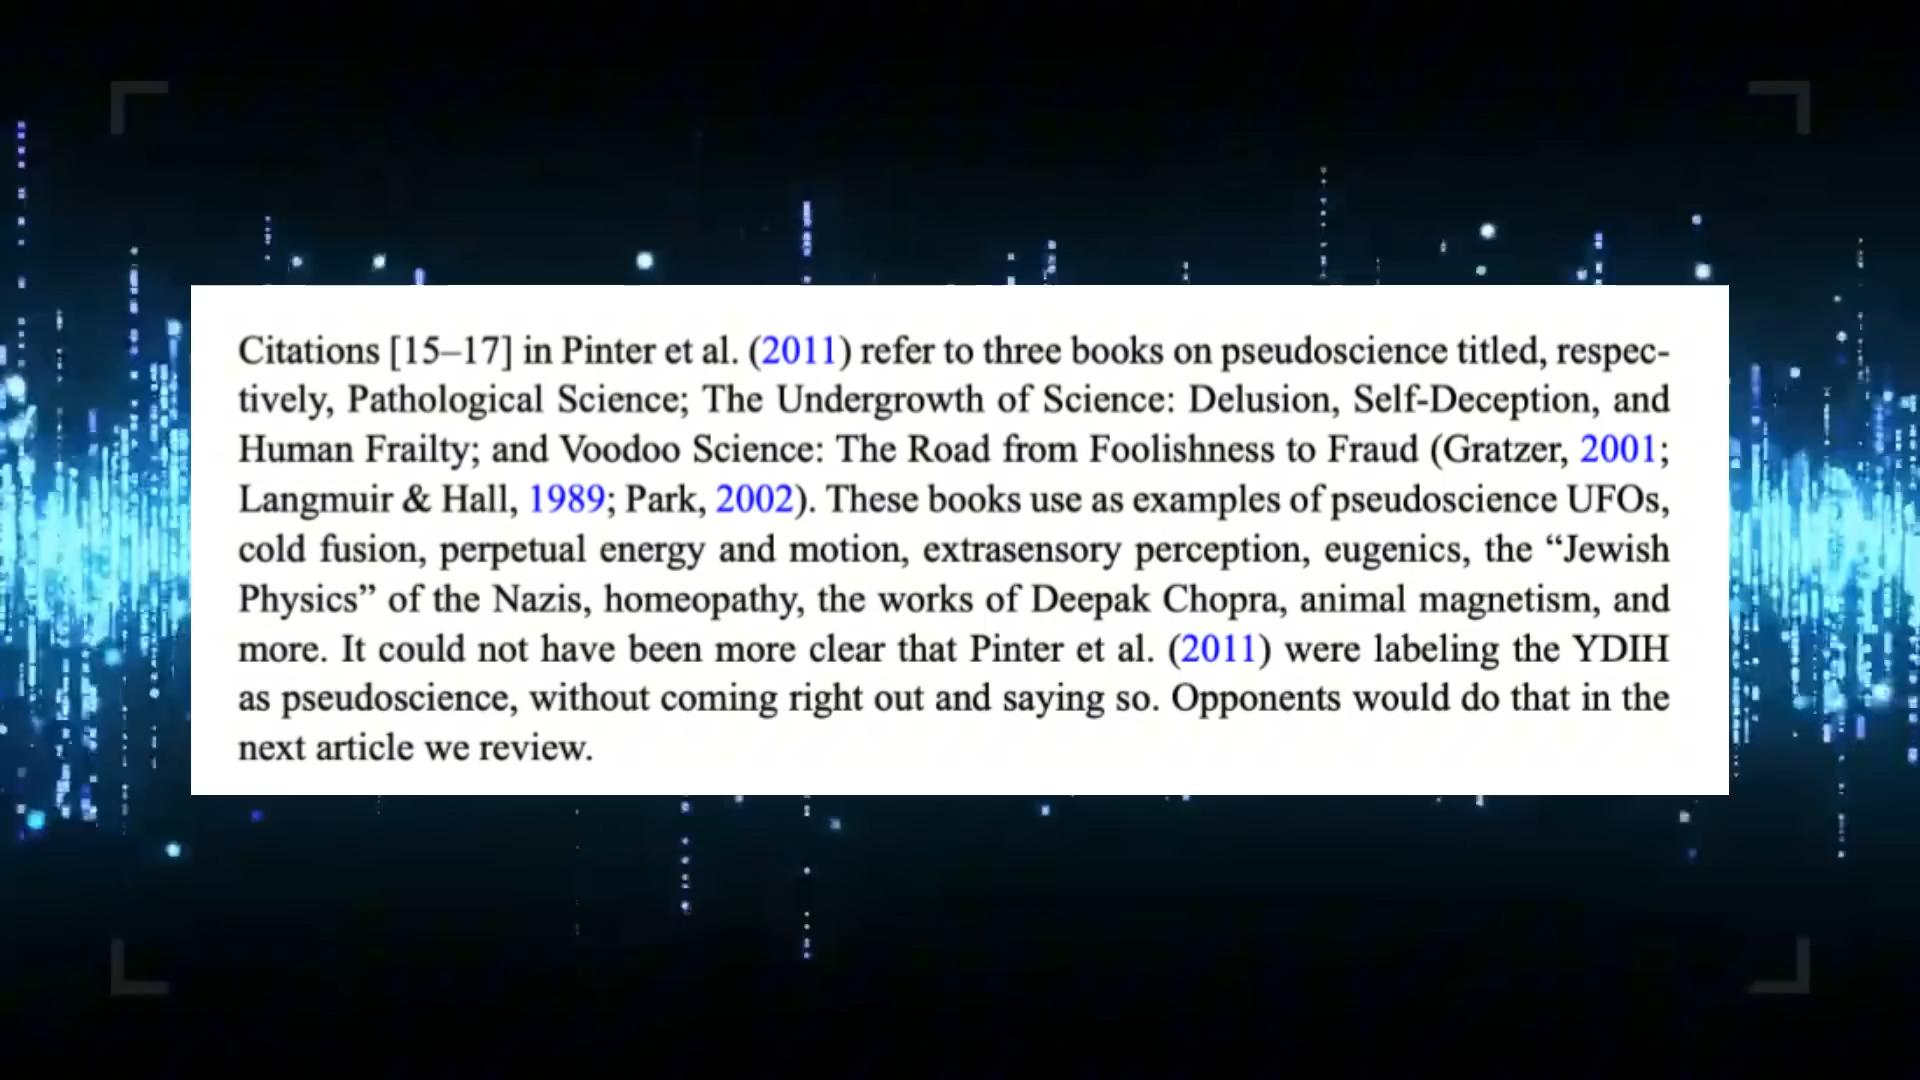 Citations [15–17] in Pinter et al. (2011) refer to three books on pseudoscience titled, respec-
tively, Pathological Science; The Undergrowth of Science: Delusion, Self-Deception, and
Human Frailty; and Voodoo Science: The Road from Foolishness to Fraud (Gratzer, 2001;
Langmuir & Hall, 1989; Park, 2002). These books use as examples of pseudoscience UFOs,
cold fusion, perpetual energy and motion, extrasensory perception, eugenics, the “Jewish
Physics” of the Nazis, homeopathy, the works of Deepak Chopra, animal magnetism, and
more. It could not have been more clear that Pinter et al. (2011) were labeling the YDIH
as pseudoscience, without coming right out and saying so. Opponents would do that in the
next article we review.